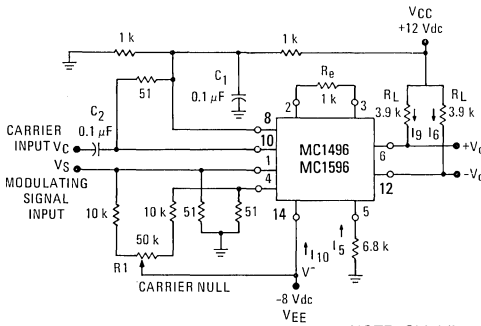 1 k
1 k
VCC
+12 Vdc
C1
0.1 µF
Re
1 k
RL
3.9 k
RL
3.9 k
51
C2
0.1 µF
2
3
I9
I6
8
CARRIER
INPUT VC
10
MC1496
MC1596
6
+Vo
VS
MODULATING
SIGNAL
INPUT
1
4
12
-Vo
10 k
10 k
51
51
14
5
50 k
R1
I10
I5
6.8 k
CARRIER NULL
V-
-8 Vdc
VEE